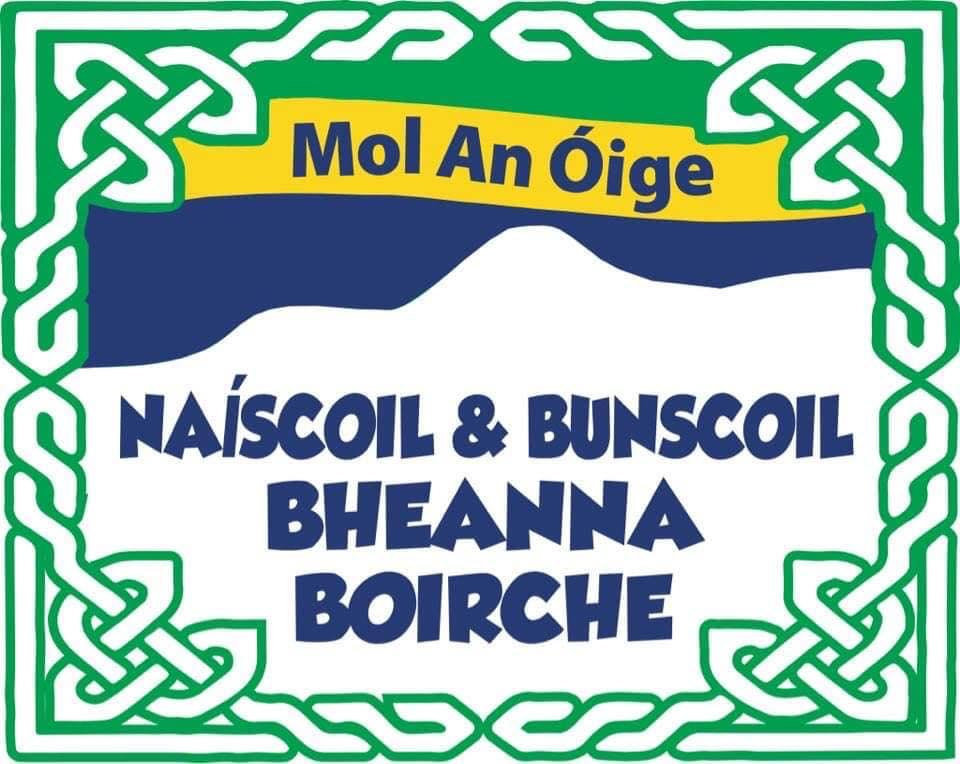 Mol An Óige
NAÍSCOIL & BUNSCOIL
BHEANNA
BOIRCHE